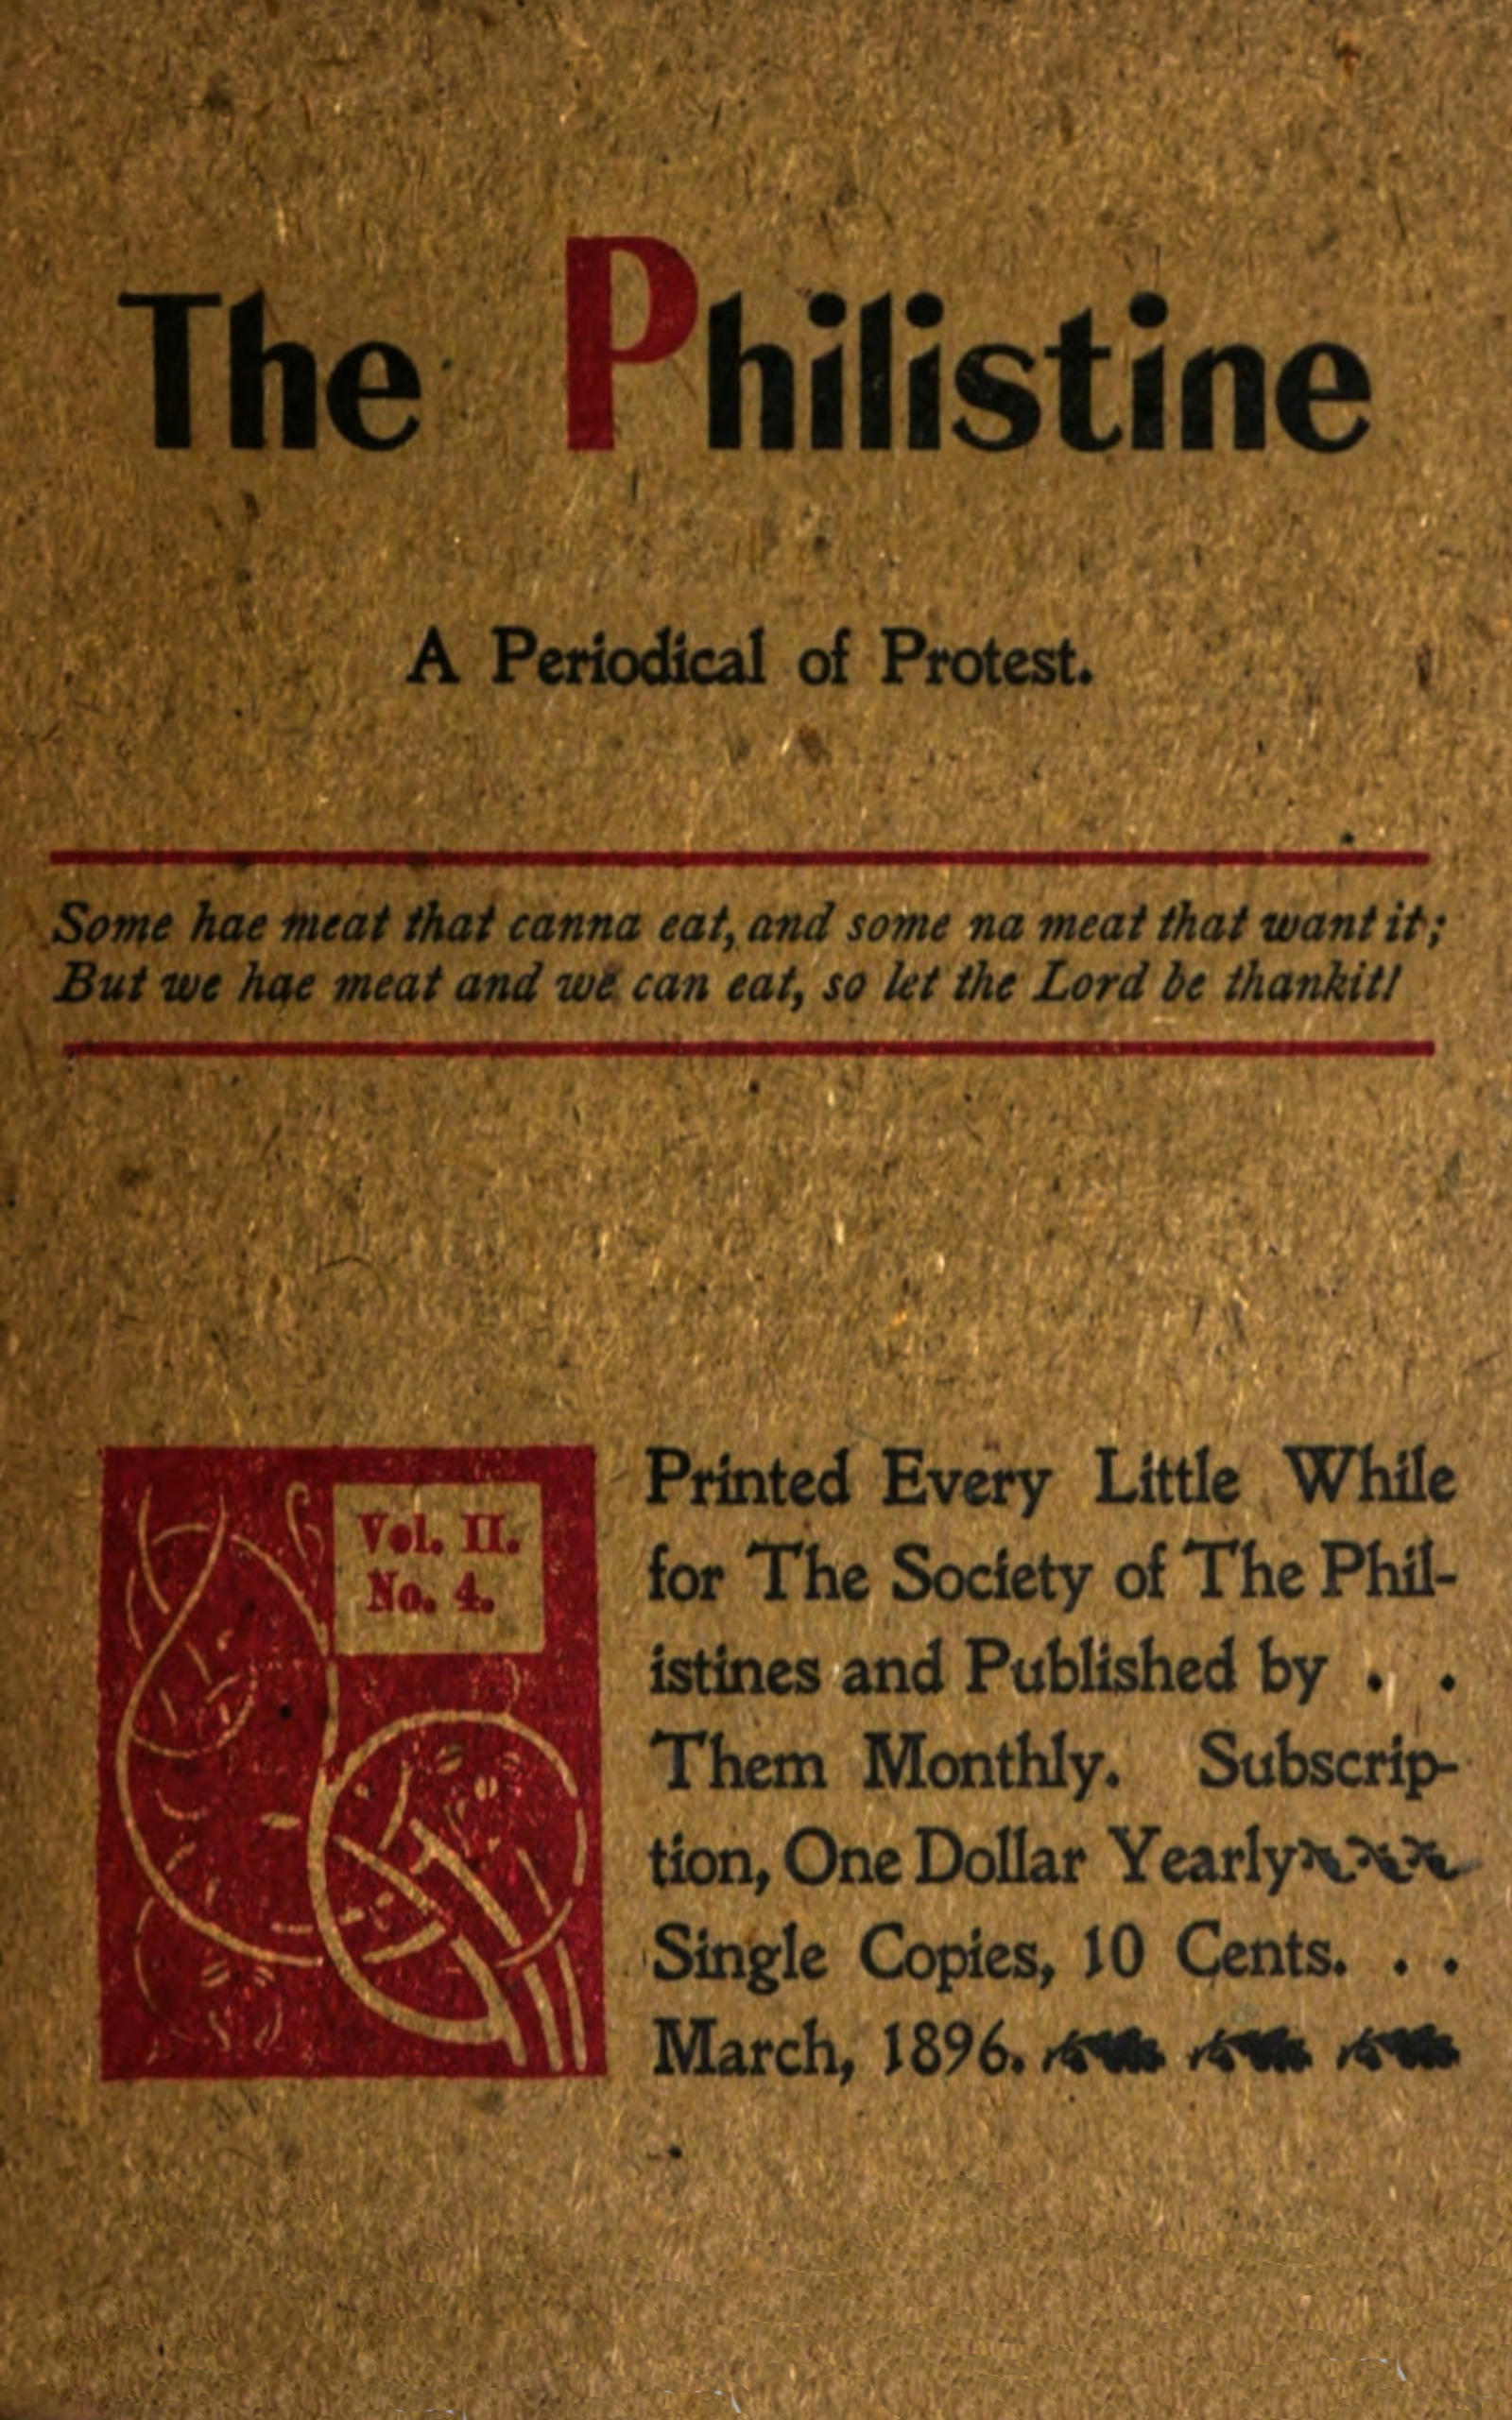 The Philistine
A Periodical of Protest.
Some hae meat that canna eat, and some na meat that want it;
But we hae meat and we can eat, so let the Lord be thankit!
Vol. II.
No. 4.
Printed Every Little While
for The Society of The Phil-
istines and Published by . .
Them Monthly. Subscrip-
tion, One Dollar Yearly
Single Copies, 10 Cents. . .
March, 1896.